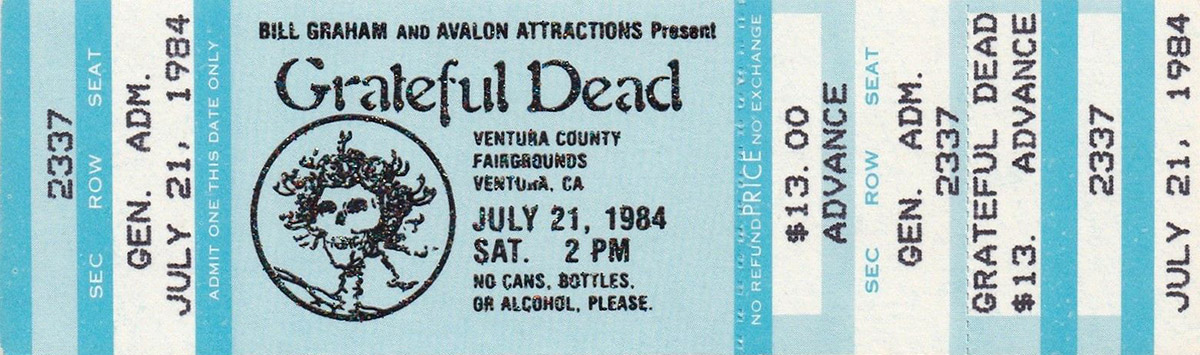 2337
SEC ROW SEAT
GEN. ADM.
JULY 21, 1984
ADMIT ONE THIS DATE ONLY
BILL GRAHAM AND AVALON ATTRACTIONS Present
Grateful Dead
VENTURA COUNTY
FAIRGROUNDS
VENTURA, CA
JULY 21, 1984
SAT. 2 PM
NO CANS, BOTTLES,
OR ALCOHOL, PLEASE.
NO REFUND PRICE NO EXCHANGE
$13.00
ADVANCE
SEC ROW SEAT
GEN. ADM.
2337
GRATEFUL DEAD
$13. ADVANCE
2337
JULY 21, 1984